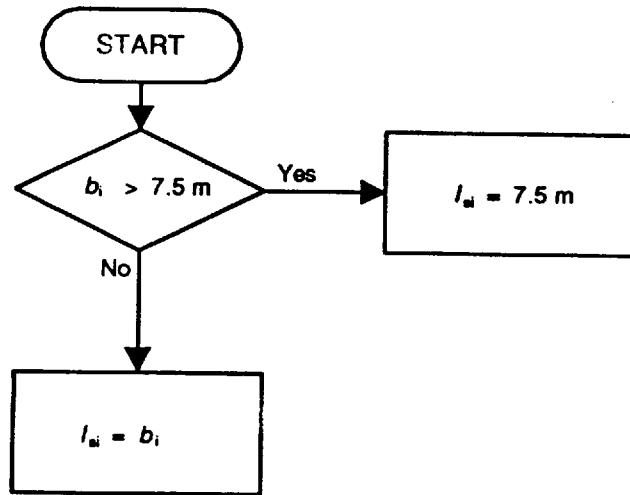 START
b_i > 7.5 m
Yes
l_si = 7.5 m
No
l_si = b_i